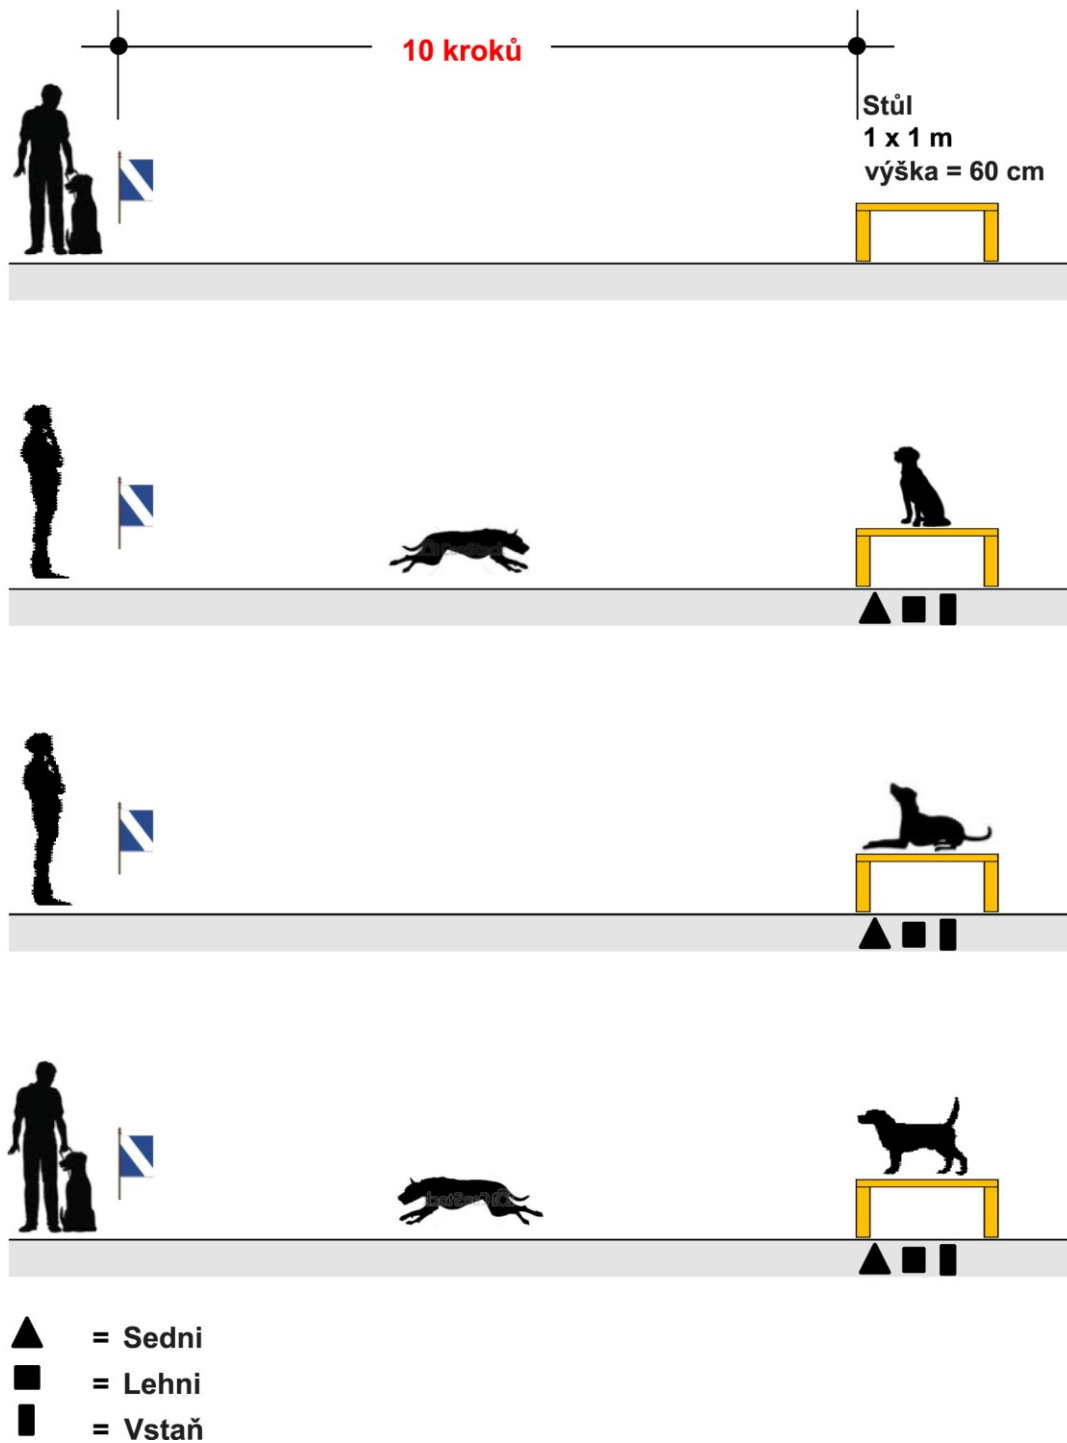 10 kroků
Stůl
1 x 1 m
výška = 60 cm
= Sedni
= Lehni
= Vstaň